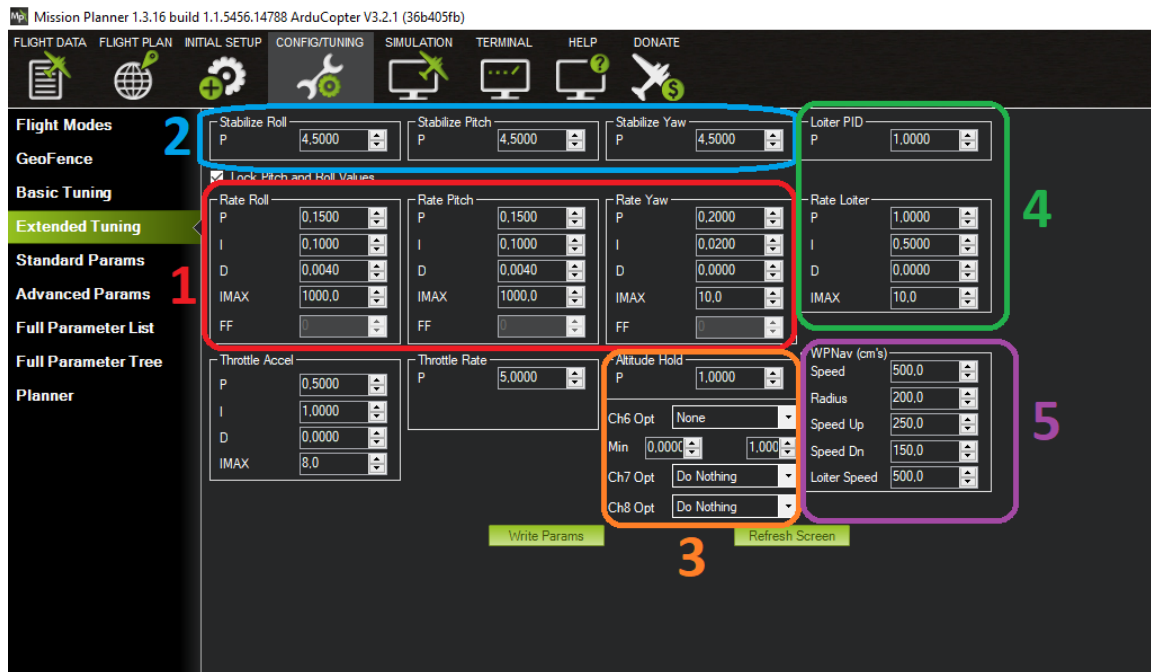 Mp Mission Planner 1.3.16 build 1.1.5456.14788 ArduCopter V3.2.1 (36b405fb)
FLIGHT DATA FLIGHT PLAN INITIAL SETUP CONFIG/TUNING SIMULATION TERMINAL HELP DONATE
Flight Modes
GeoFence
Basic Tuning
Extended Tuning
Standard Params
Advanced Params
Full Parameter List
Full Parameter Tree
Planner
2
Stabilize Roll
P 4,5000
Stabilize Pitch
P 4,5000
Stabilize Yaw
P 4,5000
Loiter PID
P 1,0000
Lock Pitch and Roll Values
1
Rate Roll
P 0,1500
I 0,1000
D 0,0040
IMAX 1000,0
FF 0
Rate Pitch
P 0,1500
I 0,1000
D 0,0040
IMAX 1000,0
FF 0
Rate Yaw
P 0,2000
I 0,0200
D 0,0000
IMAX 10,0
FF 0
Rate Loiter
P 1,0000
I 0,5000
D 0,0000
IMAX 10,0
4
Throttle Accel
P 0,5000
I 1,0000
D 0,0000
IMAX 8,0
Throttle Rate
P 5,0000
Altitude Hold
P 1,0000
Ch6 Opt None
Min 0,000 1,000
Ch7 Opt Do Nothing
Ch8 Opt Do Nothing
3
WPNav (cm's)
Speed 500,0
Radius 200,0
Speed Up 250,0
Speed Dn 150,0
Loiter Speed 500,0
5
Write Params
Refresh Screen